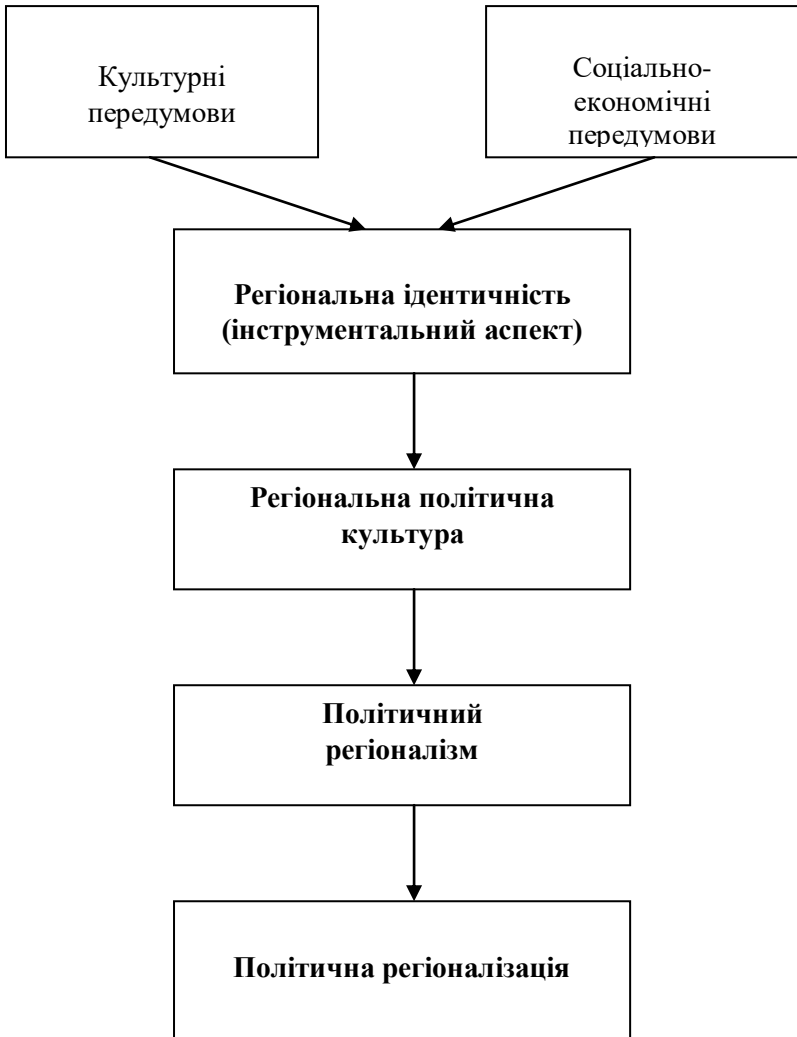 Культурні
передумови
Соціально-
економічні
передумови
Регіональна ідентичність
(інструментальний аспект)
Регіональна політична
культура
Політичний
регіоналізм
Політична регіоналізація